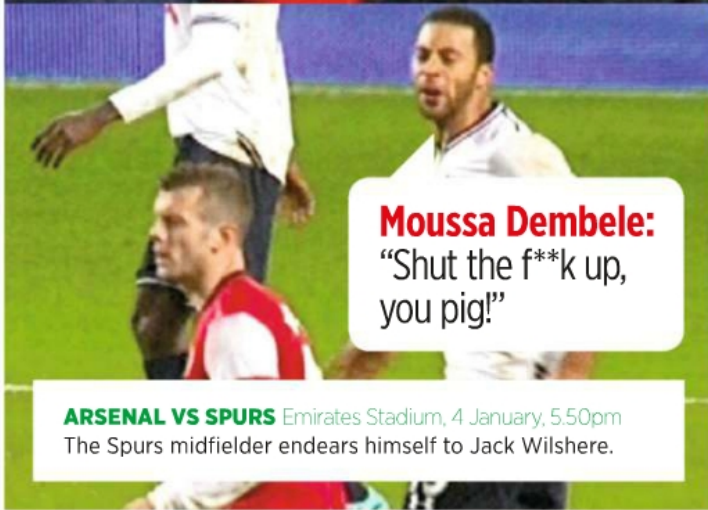 Moussa Dembele:
“Shut the f**k up,
you pig!”
ARSENAL VS SPURS Emirates Stadium, 4 January, 5.50pm
The Spurs midfielder endears himself to Jack Wilshere.